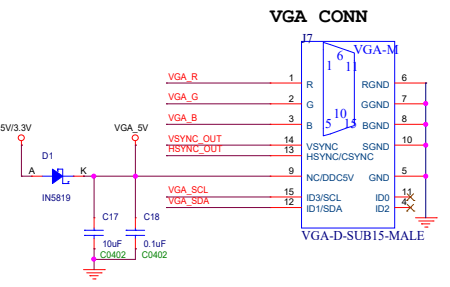 VGA CONN
J7
VGA-M
6
1 11
10
5 15
VGA_R 1 R RGND 6
VGA_G 2 G GGND 7
VGA_B 3 B BGND 8
VSYNC_OUT 14 VSYNC SGND 10
HSYNC_OUT 13 HSYNC/CSYNC
5V/3.3V
VGA_5V
9 NC/DDC5V GND 5
D1
A K
IN5819
VGA_SCL 15 ID3/SCL ID0 11
VGA_SDA 12 ID1/SDA ID2 4
VGA-D-SUB15-MALE
C17 C18
10uF 0.1uF
C0402 C0402